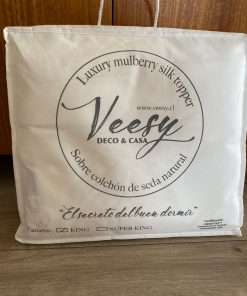 Luxury mulberry silk topper
www.veesy.cl
Veesy
DECO & CASA
Sobre colchón de seda natural
"El secreto del buen dormir"
Tamaños: KING SUPER KING